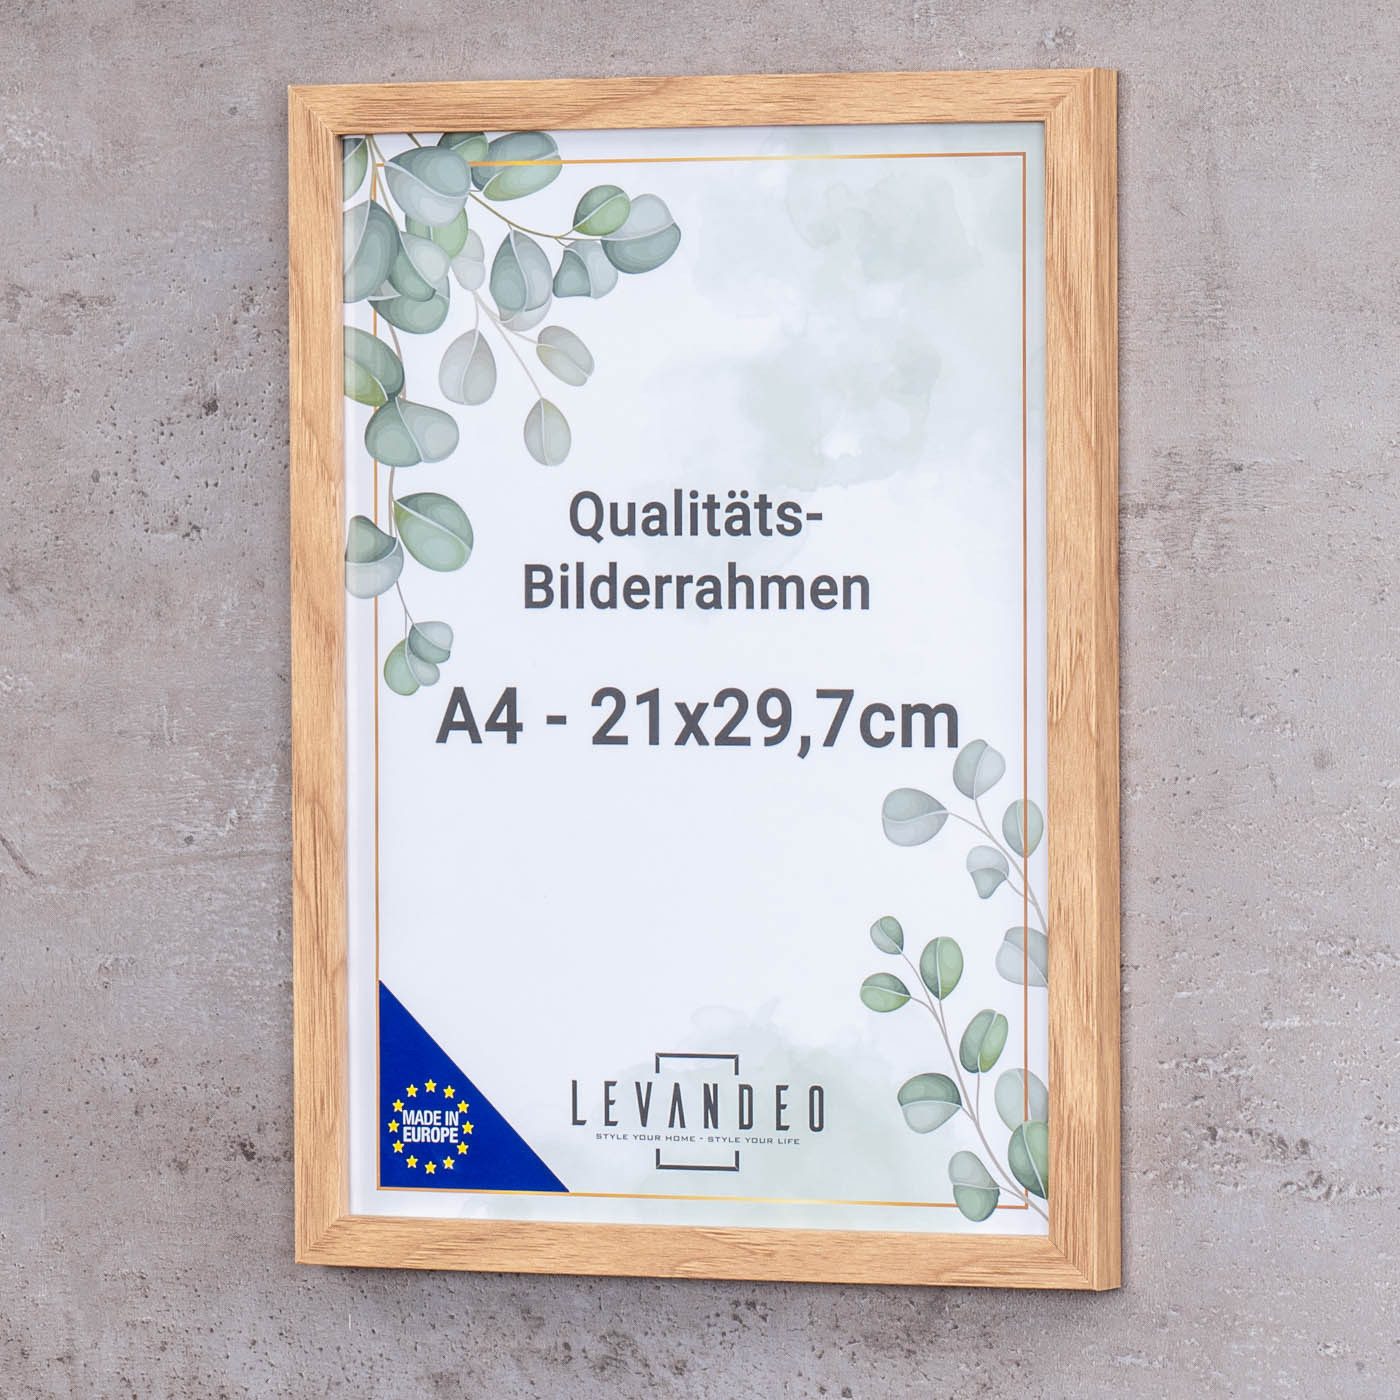 Qualitäts-
Bilderrahmen
A4 - 21x29,7cm
MADE IN
EUROPE
LEVANDEO
STYLE YOUR HOME - STYLE YOUR LIFE